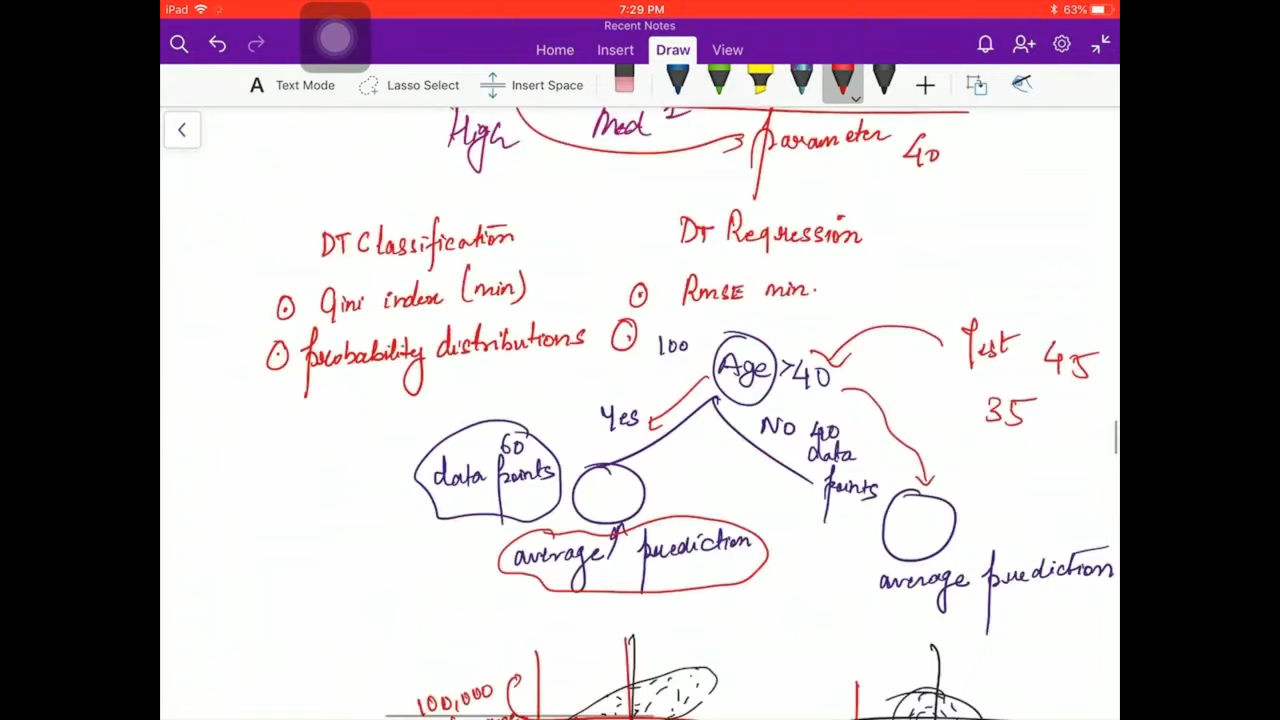 iPad 7:29 PM 63%
Recent Notes
Home Insert Draw View
A Text Mode Lasso Select Insert Space
High Med I parameter 40
DT Classification DT Regression
Gini index (min) RMSE min.
probability distributions
100 Age >40 Test 45
35
Yes NO 40
data
points
60
data points
average prediction
average prediction
100,000